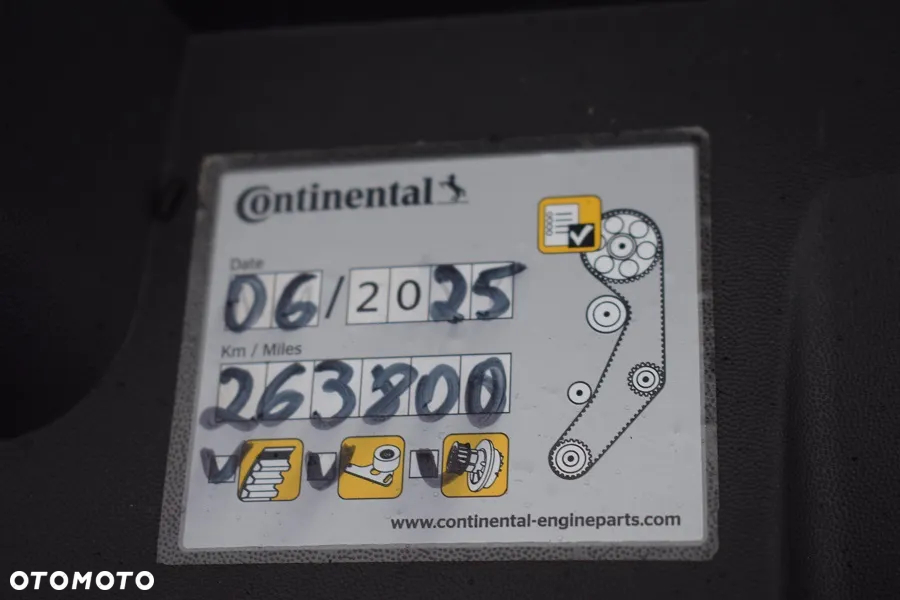 Continental
Date
06/2025
Km / Miles
263800
www.continental-engineparts.com
OTOMOTO